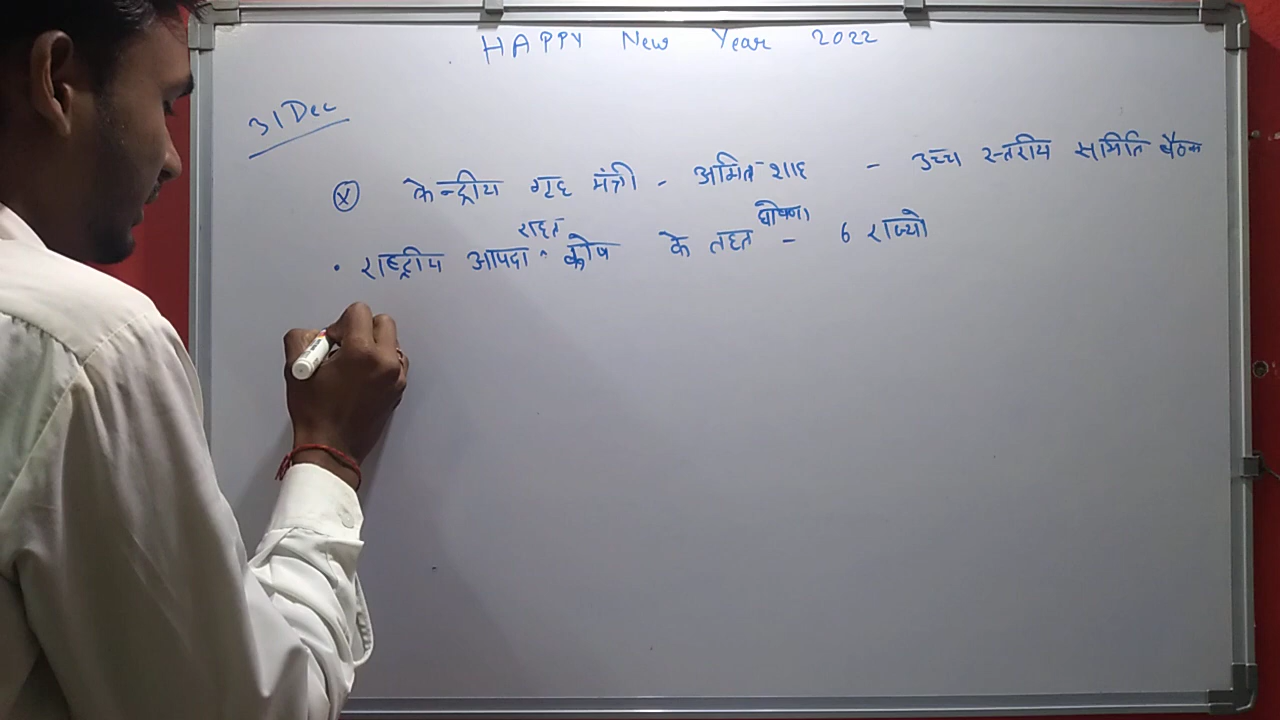 HAPPY New Year 2022
31 Dec
केन्द्रीय गृह मंत्री - अमित शाह - उच्च स्तरीय समिति बैठक
• राष्ट्रीय आपदा ^ राहत कोष के तहत घोषणा - 6 राज्यो